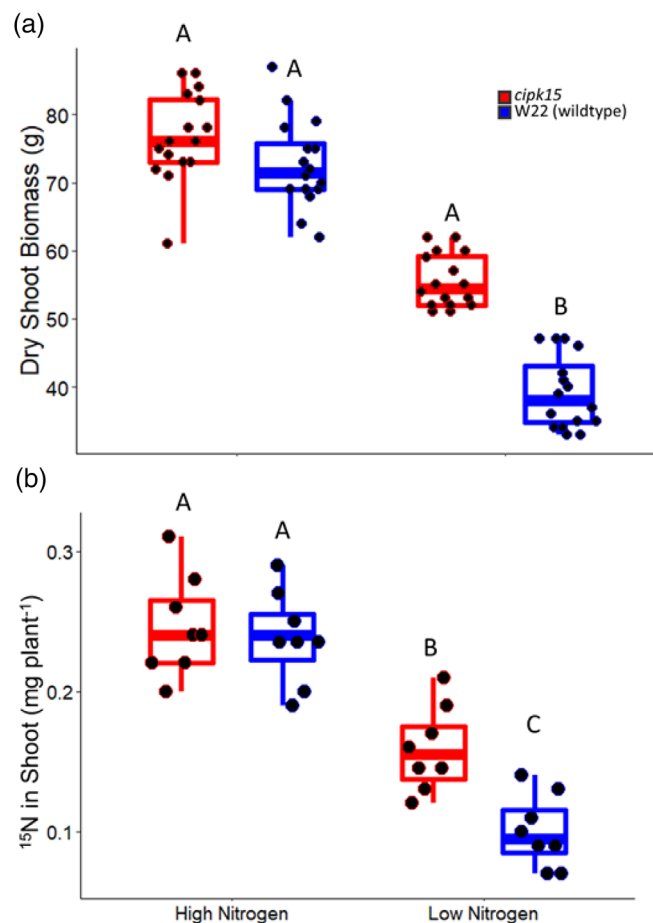 (a)
A
A
A
B
80
70
60
50
40
Dry Shoot Biomass (g)
cipk15
W22 (wildtype)
(b)
A
A
B
C
0.3
0.2
0.1
¹⁵N in Shoot (mg plant⁻¹)
High Nitrogen
Low Nitrogen